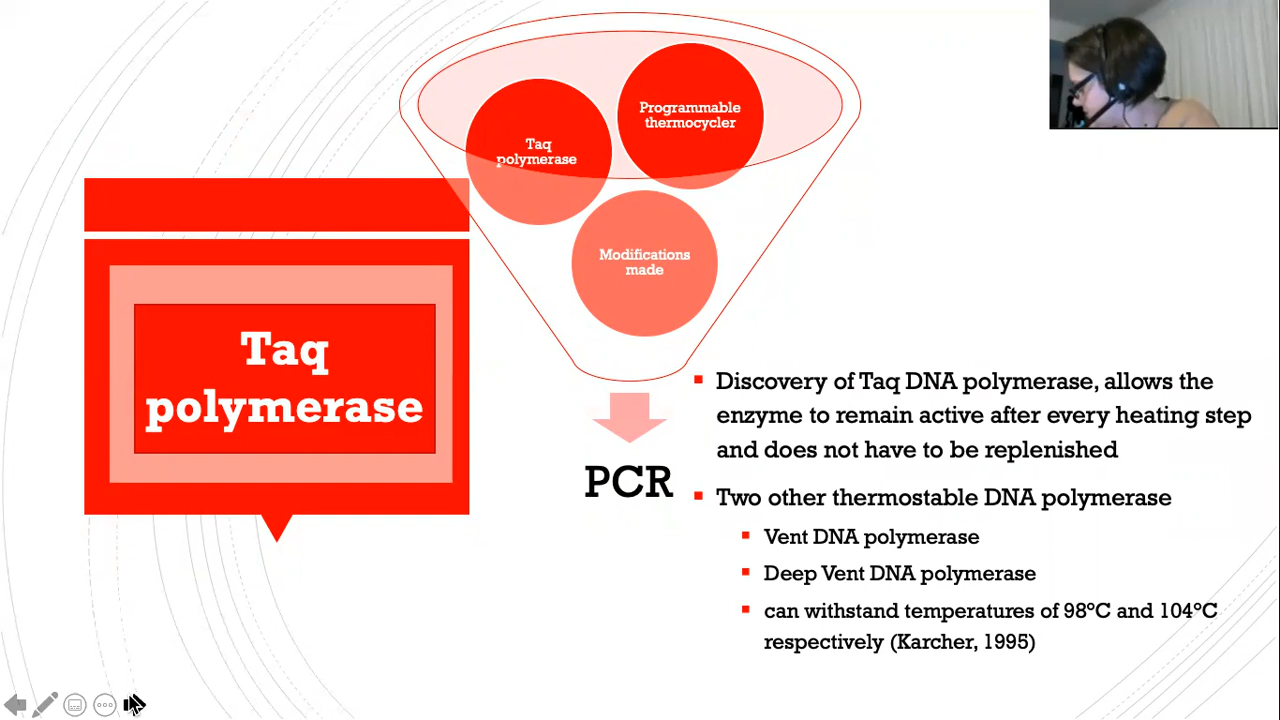 Programmable
thermocycler
Taq
polymerase
Modifications
made
Taq
polymerase
PCR
Discovery of Taq DNA polymerase, allows the
enzyme to remain active after every heating step
and does not have to be replenished
Two other thermostable DNA polymerase
Vent DNA polymerase
Deep Vent DNA polymerase
can withstand temperatures of 98°C and 104°C
respectively (Karcher, 1995)